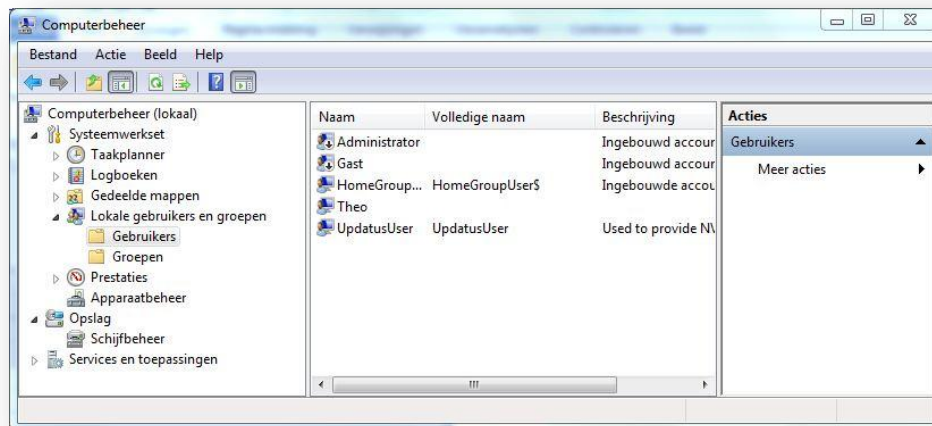 Computerbeheer
Bestand Actie Beeld Help
Computerbeheer (lokaal)
Systeemwerkset
Taakplanner
Logboeken
Gedeelde mappen
Lokale gebruikers en groepen
Gebruikers
Groepen
Prestaties
Apparaatbeheer
Opslag
Schijfbeheer
Services en toepassingen
Naam Volledige naam Beschrijving
Administrator Ingebouwd accour
Gast Ingebouwd accour
HomeGroup... HomeGroupUser$ Ingebouwde accou
Theo
UpdatusUser UpdatusUser Used to provide NV
Acties
Gebruikers
Meer acties